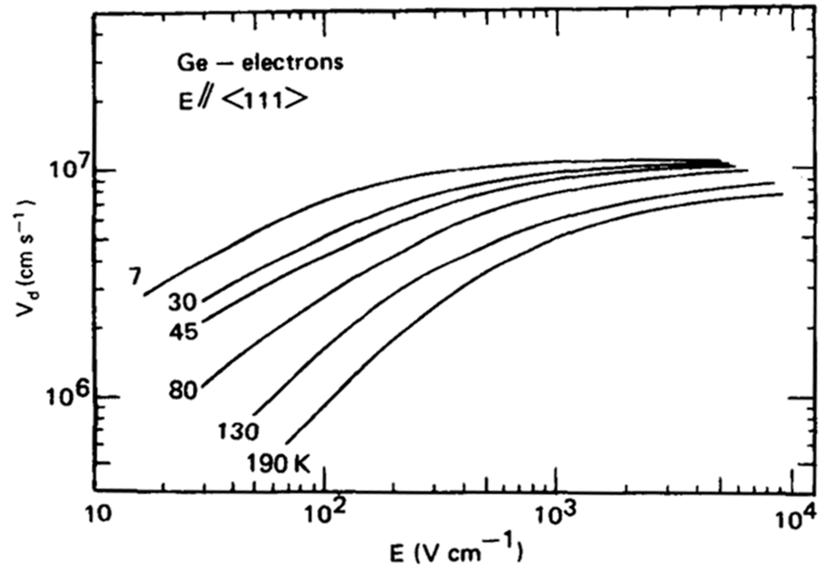 Ge – electrons
E // <111>
10⁷
V_d (cm s⁻¹)
7
30
45
80
10⁶
130
190 K
10
10²
10³
10⁴
E (V cm⁻¹)